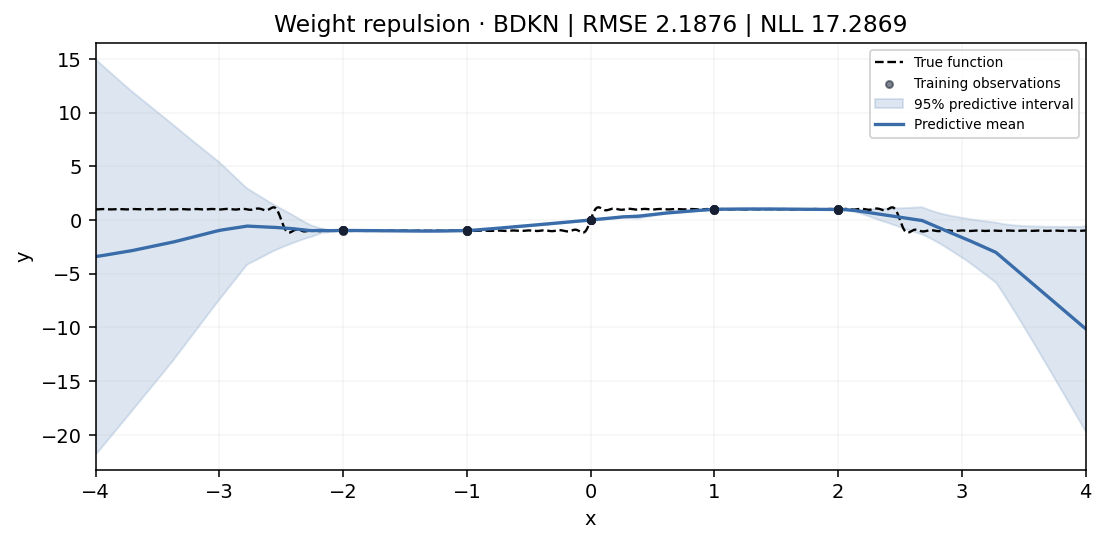 Weight repulsion · BDKN | RMSE 2.1876 | NLL 17.2869
True function
Training observations
95% predictive interval
Predictive mean
y
15
10
5
0
−5
−10
−15
−20
−4
−3
−2
−1
0
1
2
3
4
x